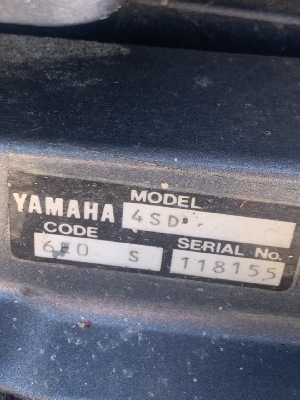 MODEL
YAMAHA 4SD
CODE
SERIAL No.
S 118155